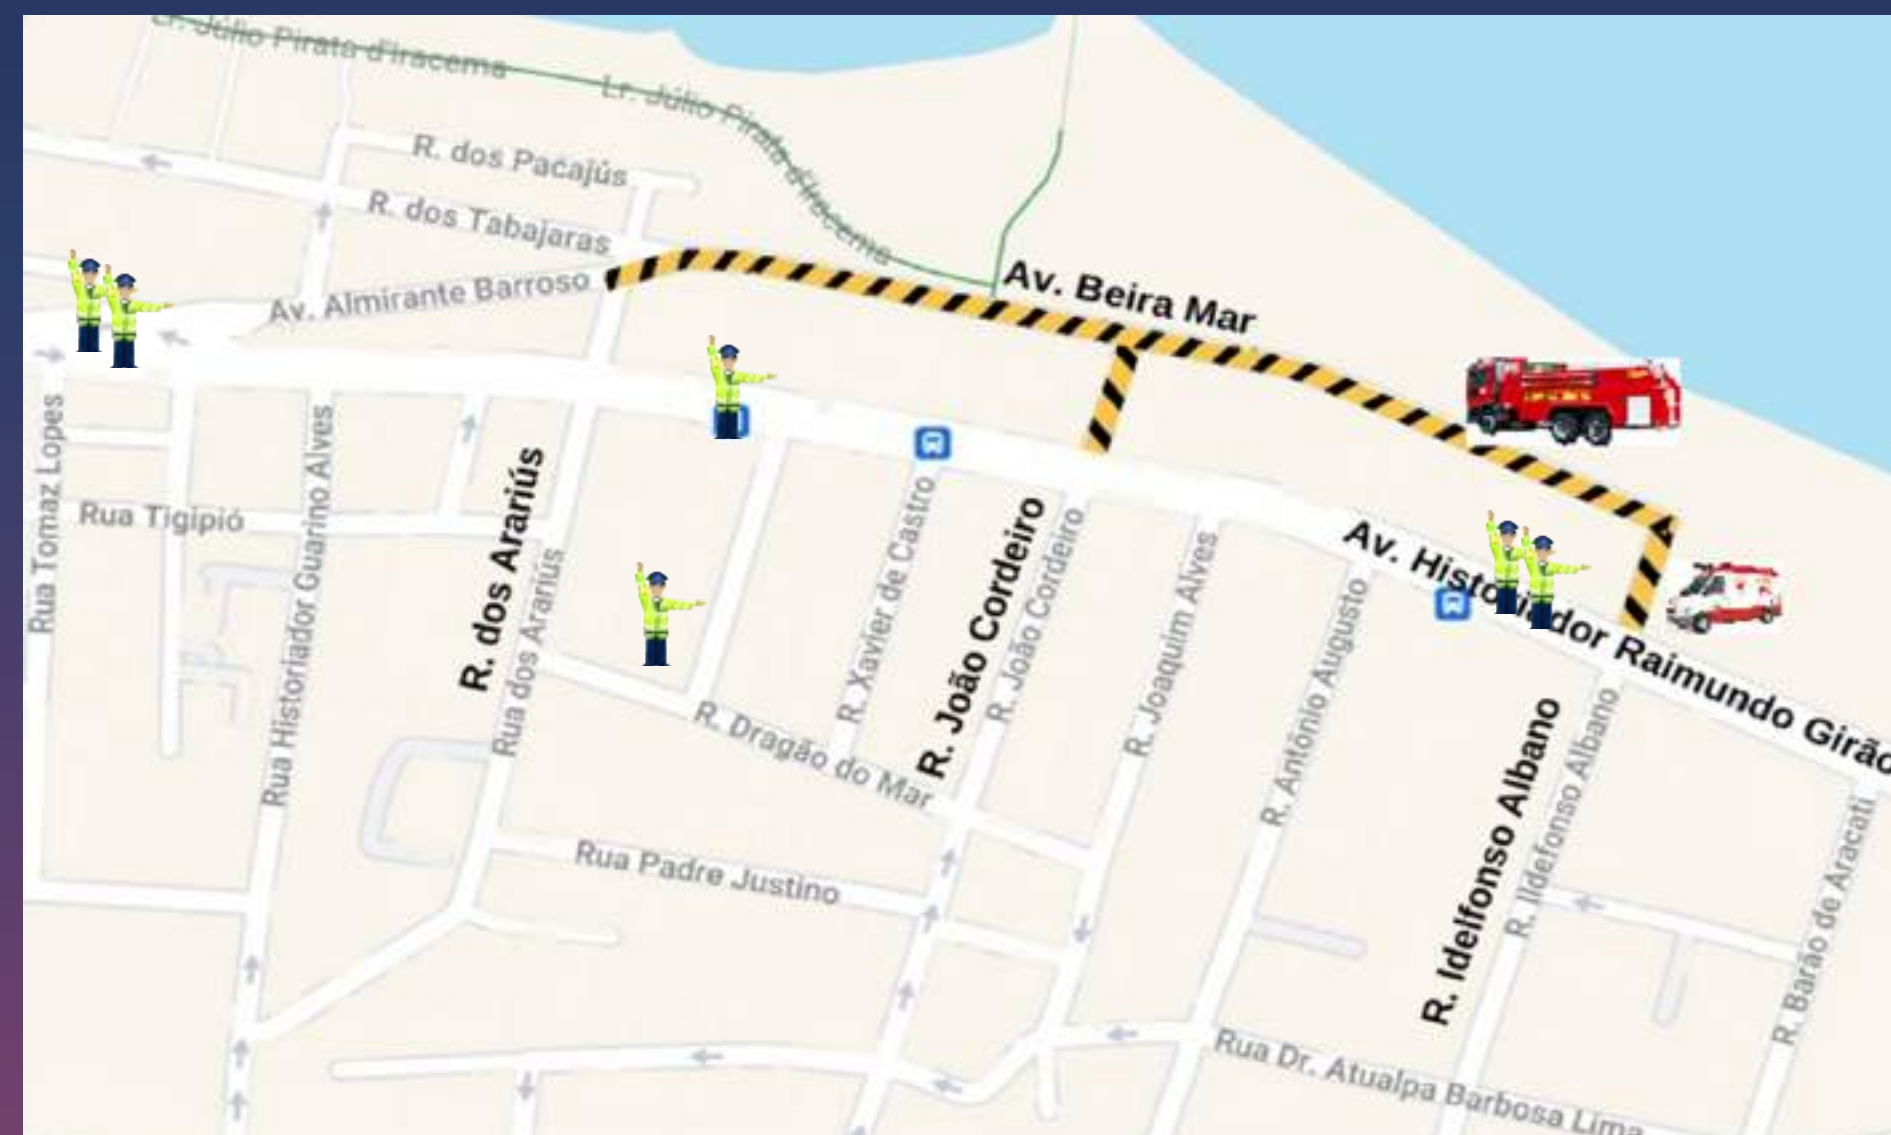 Lr. Júlio Pirata d'Iracema
Lr. Júlio Pirata d'Iracema
R. dos Pacajús
R. dos Tabajaras
Av. Almirante Barroso
Av. Beira Mar
Rua Tomaz Lopes
Rua Tigipió
Rua Historiador Guarino Alves
R. dos Arariús
Rua dos Arariús
R. Xavier de Castro
R. João Cordeiro
R. João Cordeiro
R. Joaquim Alves
R. Antônio Augusto
Av. Historiador Raimundo Girão
R. Idelfonso Albano
R. Ildefonso Albano
R. Barão de Aracati
R. Dragão do Mar
Rua Padre Justino
Rua Dr. Atualpa Barbosa Lima